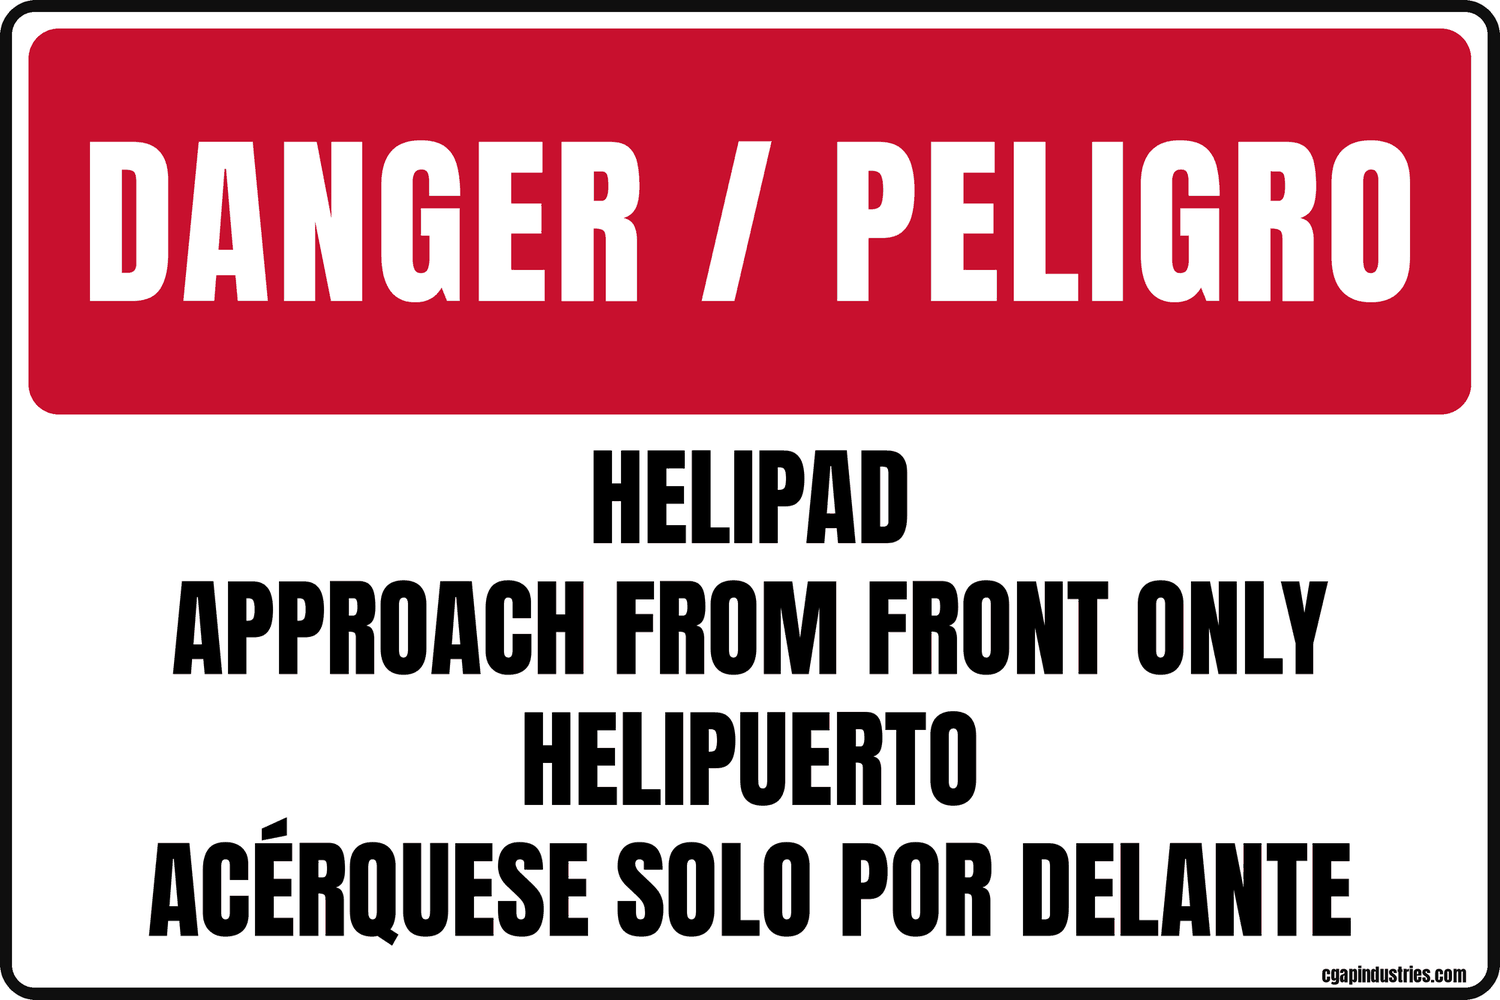 DANGER / PELIGRO
HELIPAD
APPROACH FROM FRONT ONLY
HELIPUERTO
ACÉRQUESE SOLO POR DELANTE
cgapindustries.com